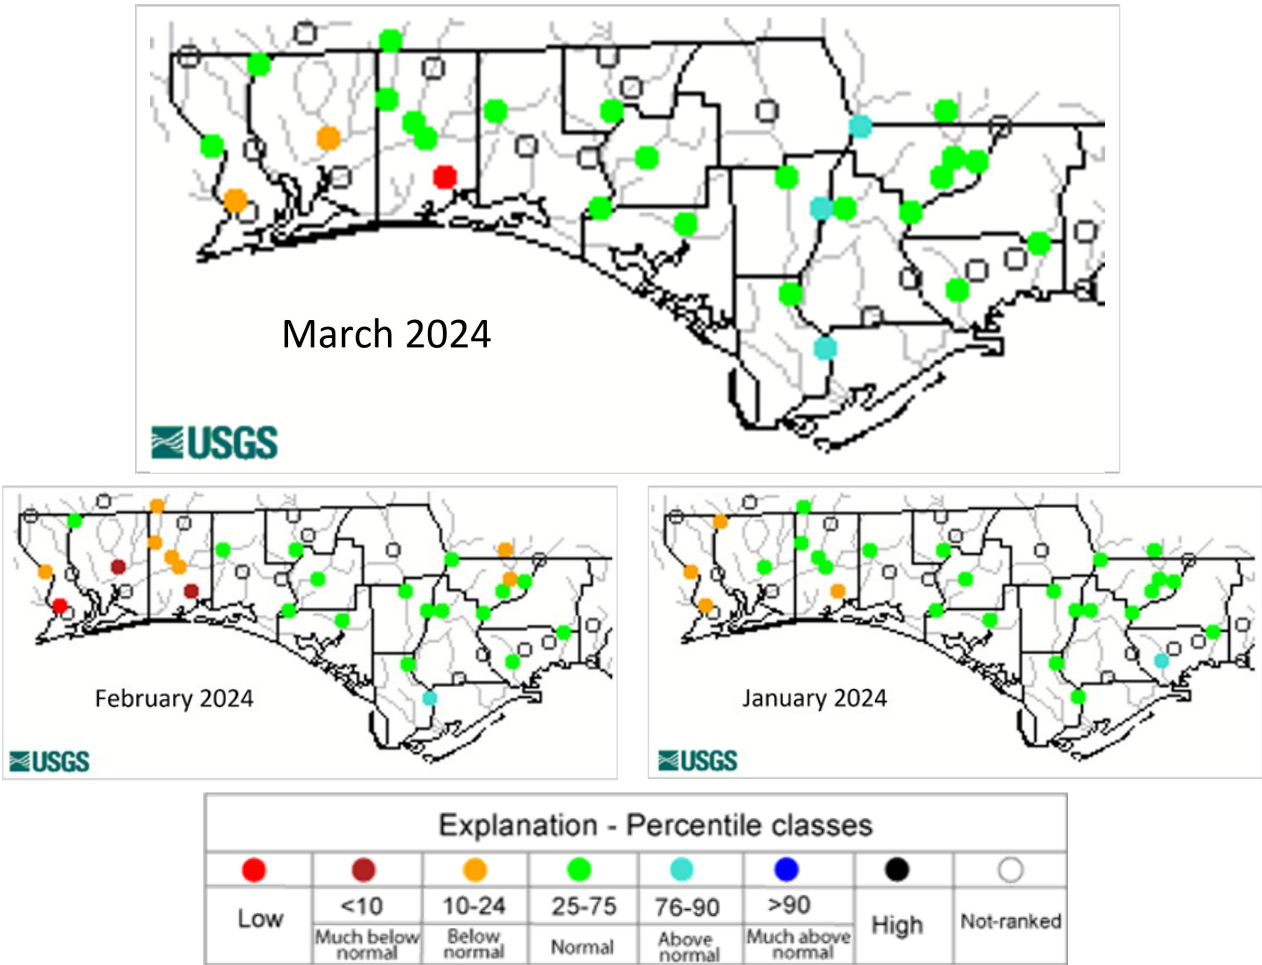 March 2024
USGS
February 2024
USGS
January 2024
USGS
Explanation - Percentile classes
Low
<10
Much below normal
10-24
Below normal
25-75
Normal
76-90
Above normal
>90
Much above normal
High
Not-ranked